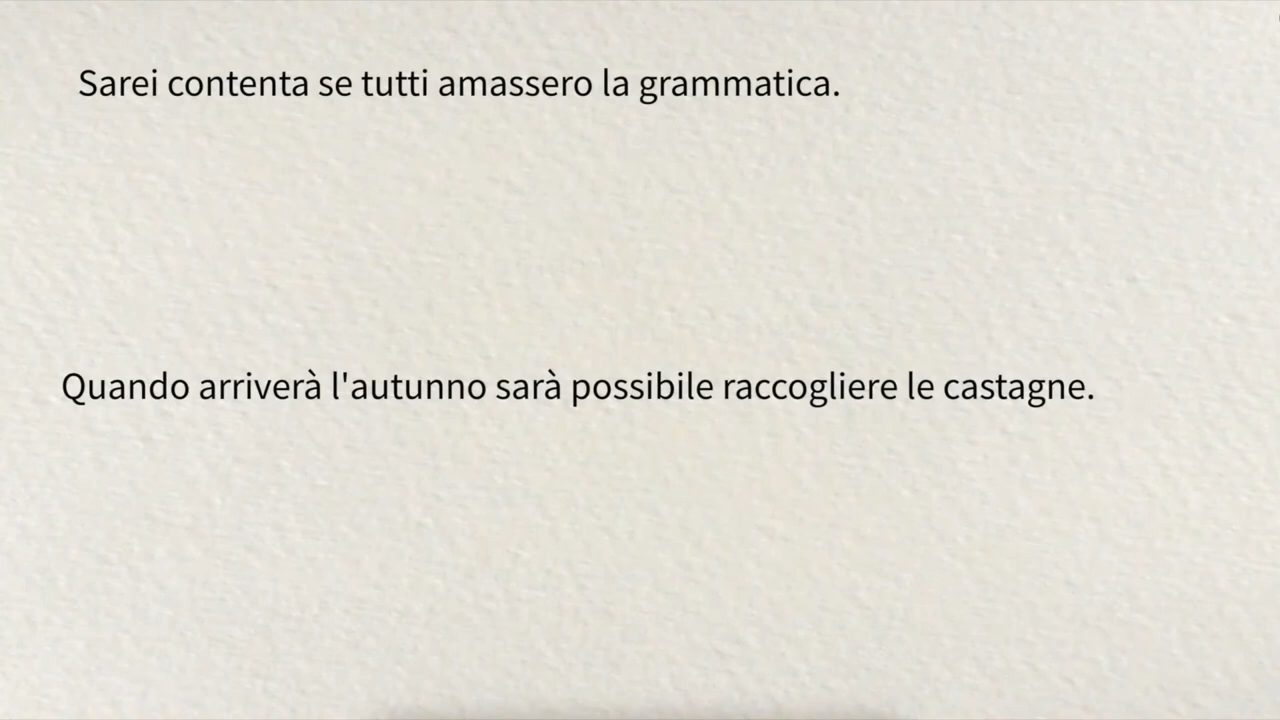 Sarei contenta se tutti amassero la grammatica.
Quando arriverà l'autunno sarà possibile raccogliere le castagne.